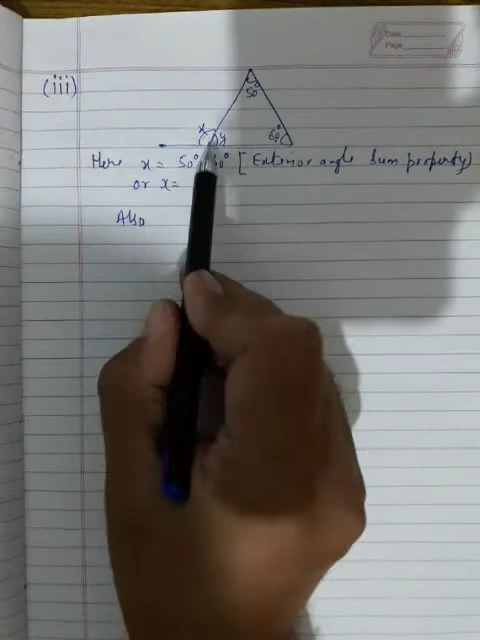 Date
Page
(iii)
50°
x y 60°
Here x = 50° 60° [Exterior angle sum property)
or x =
Also